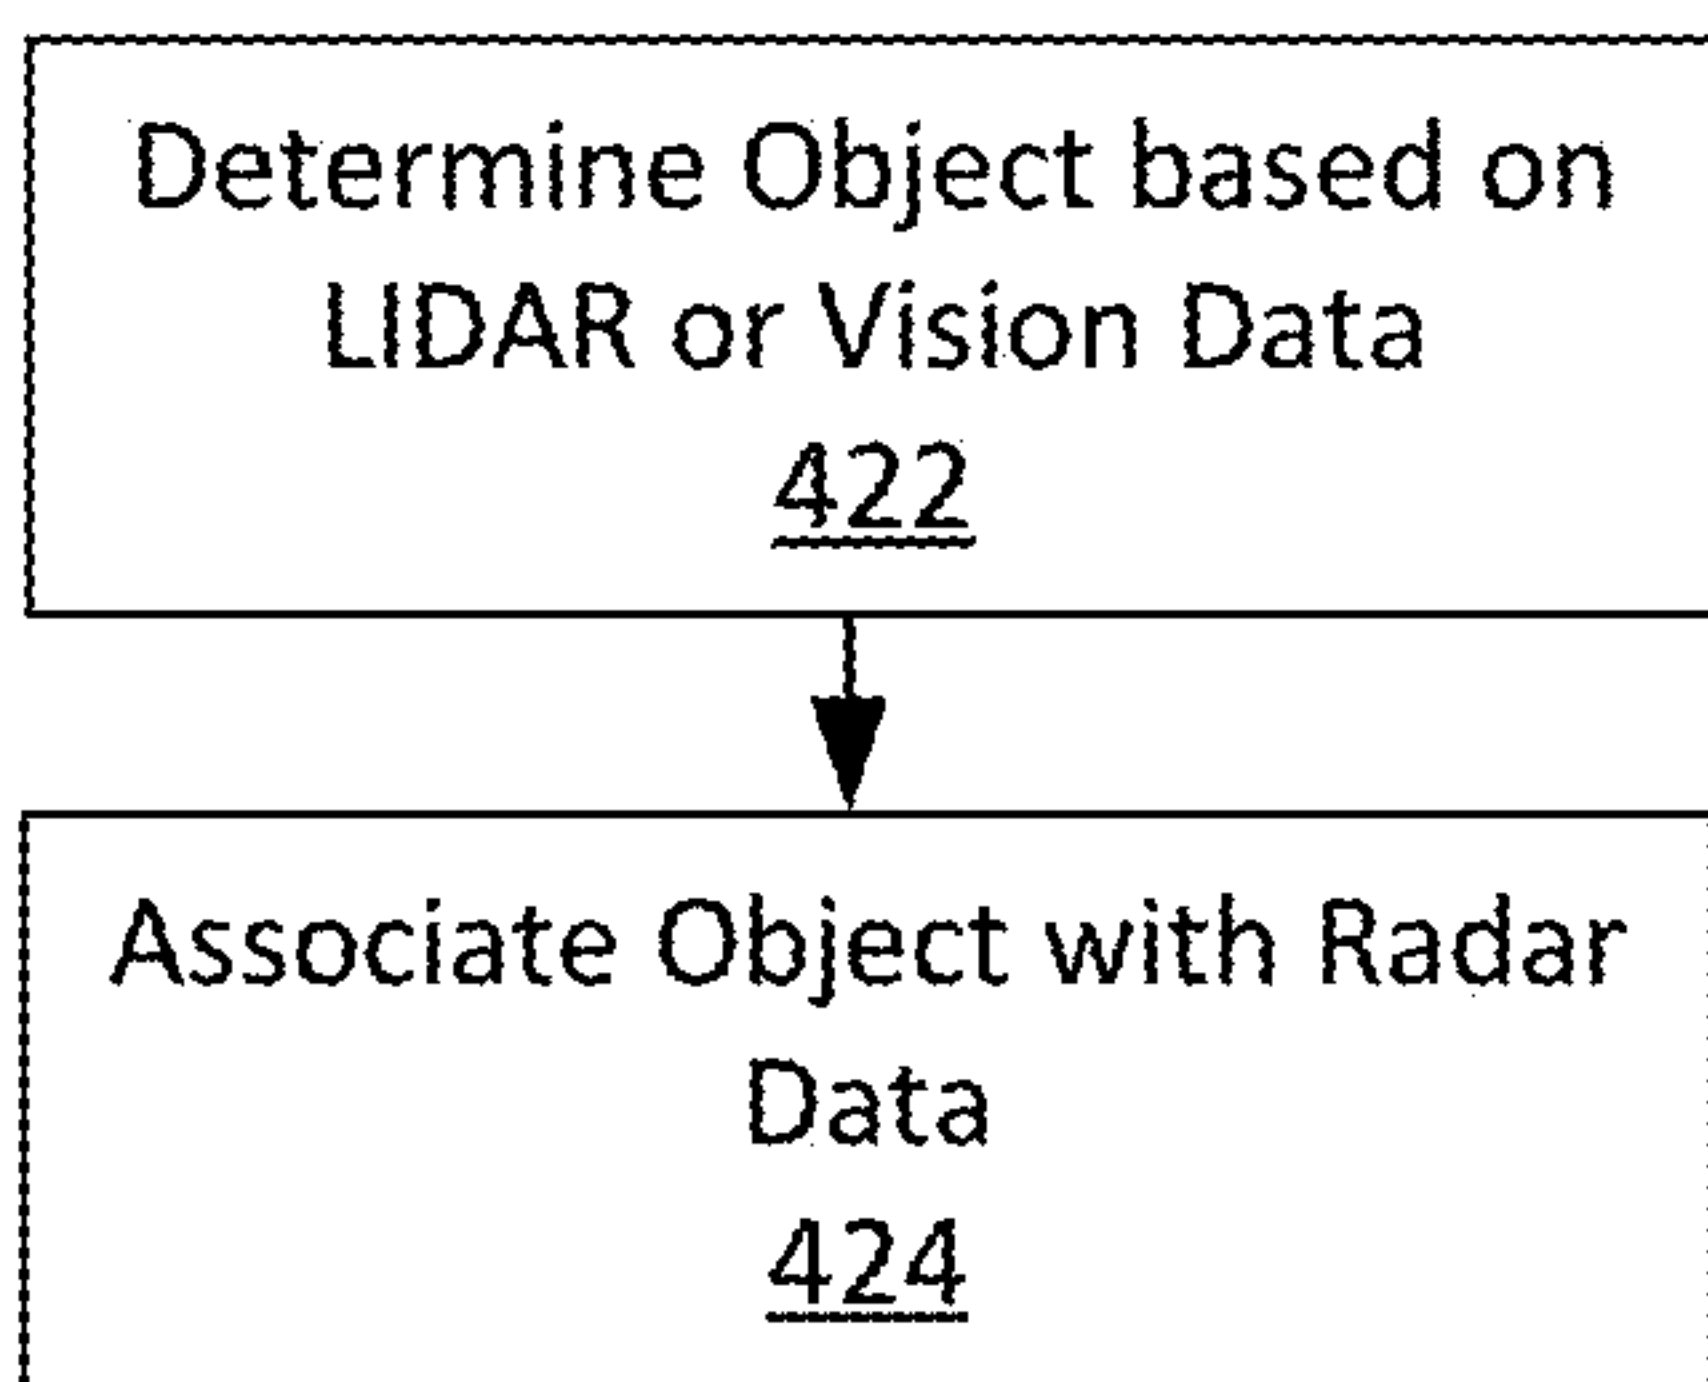 Determine Object based on
LIDAR or Vision Data
422
Associate Object with Radar
Data
424